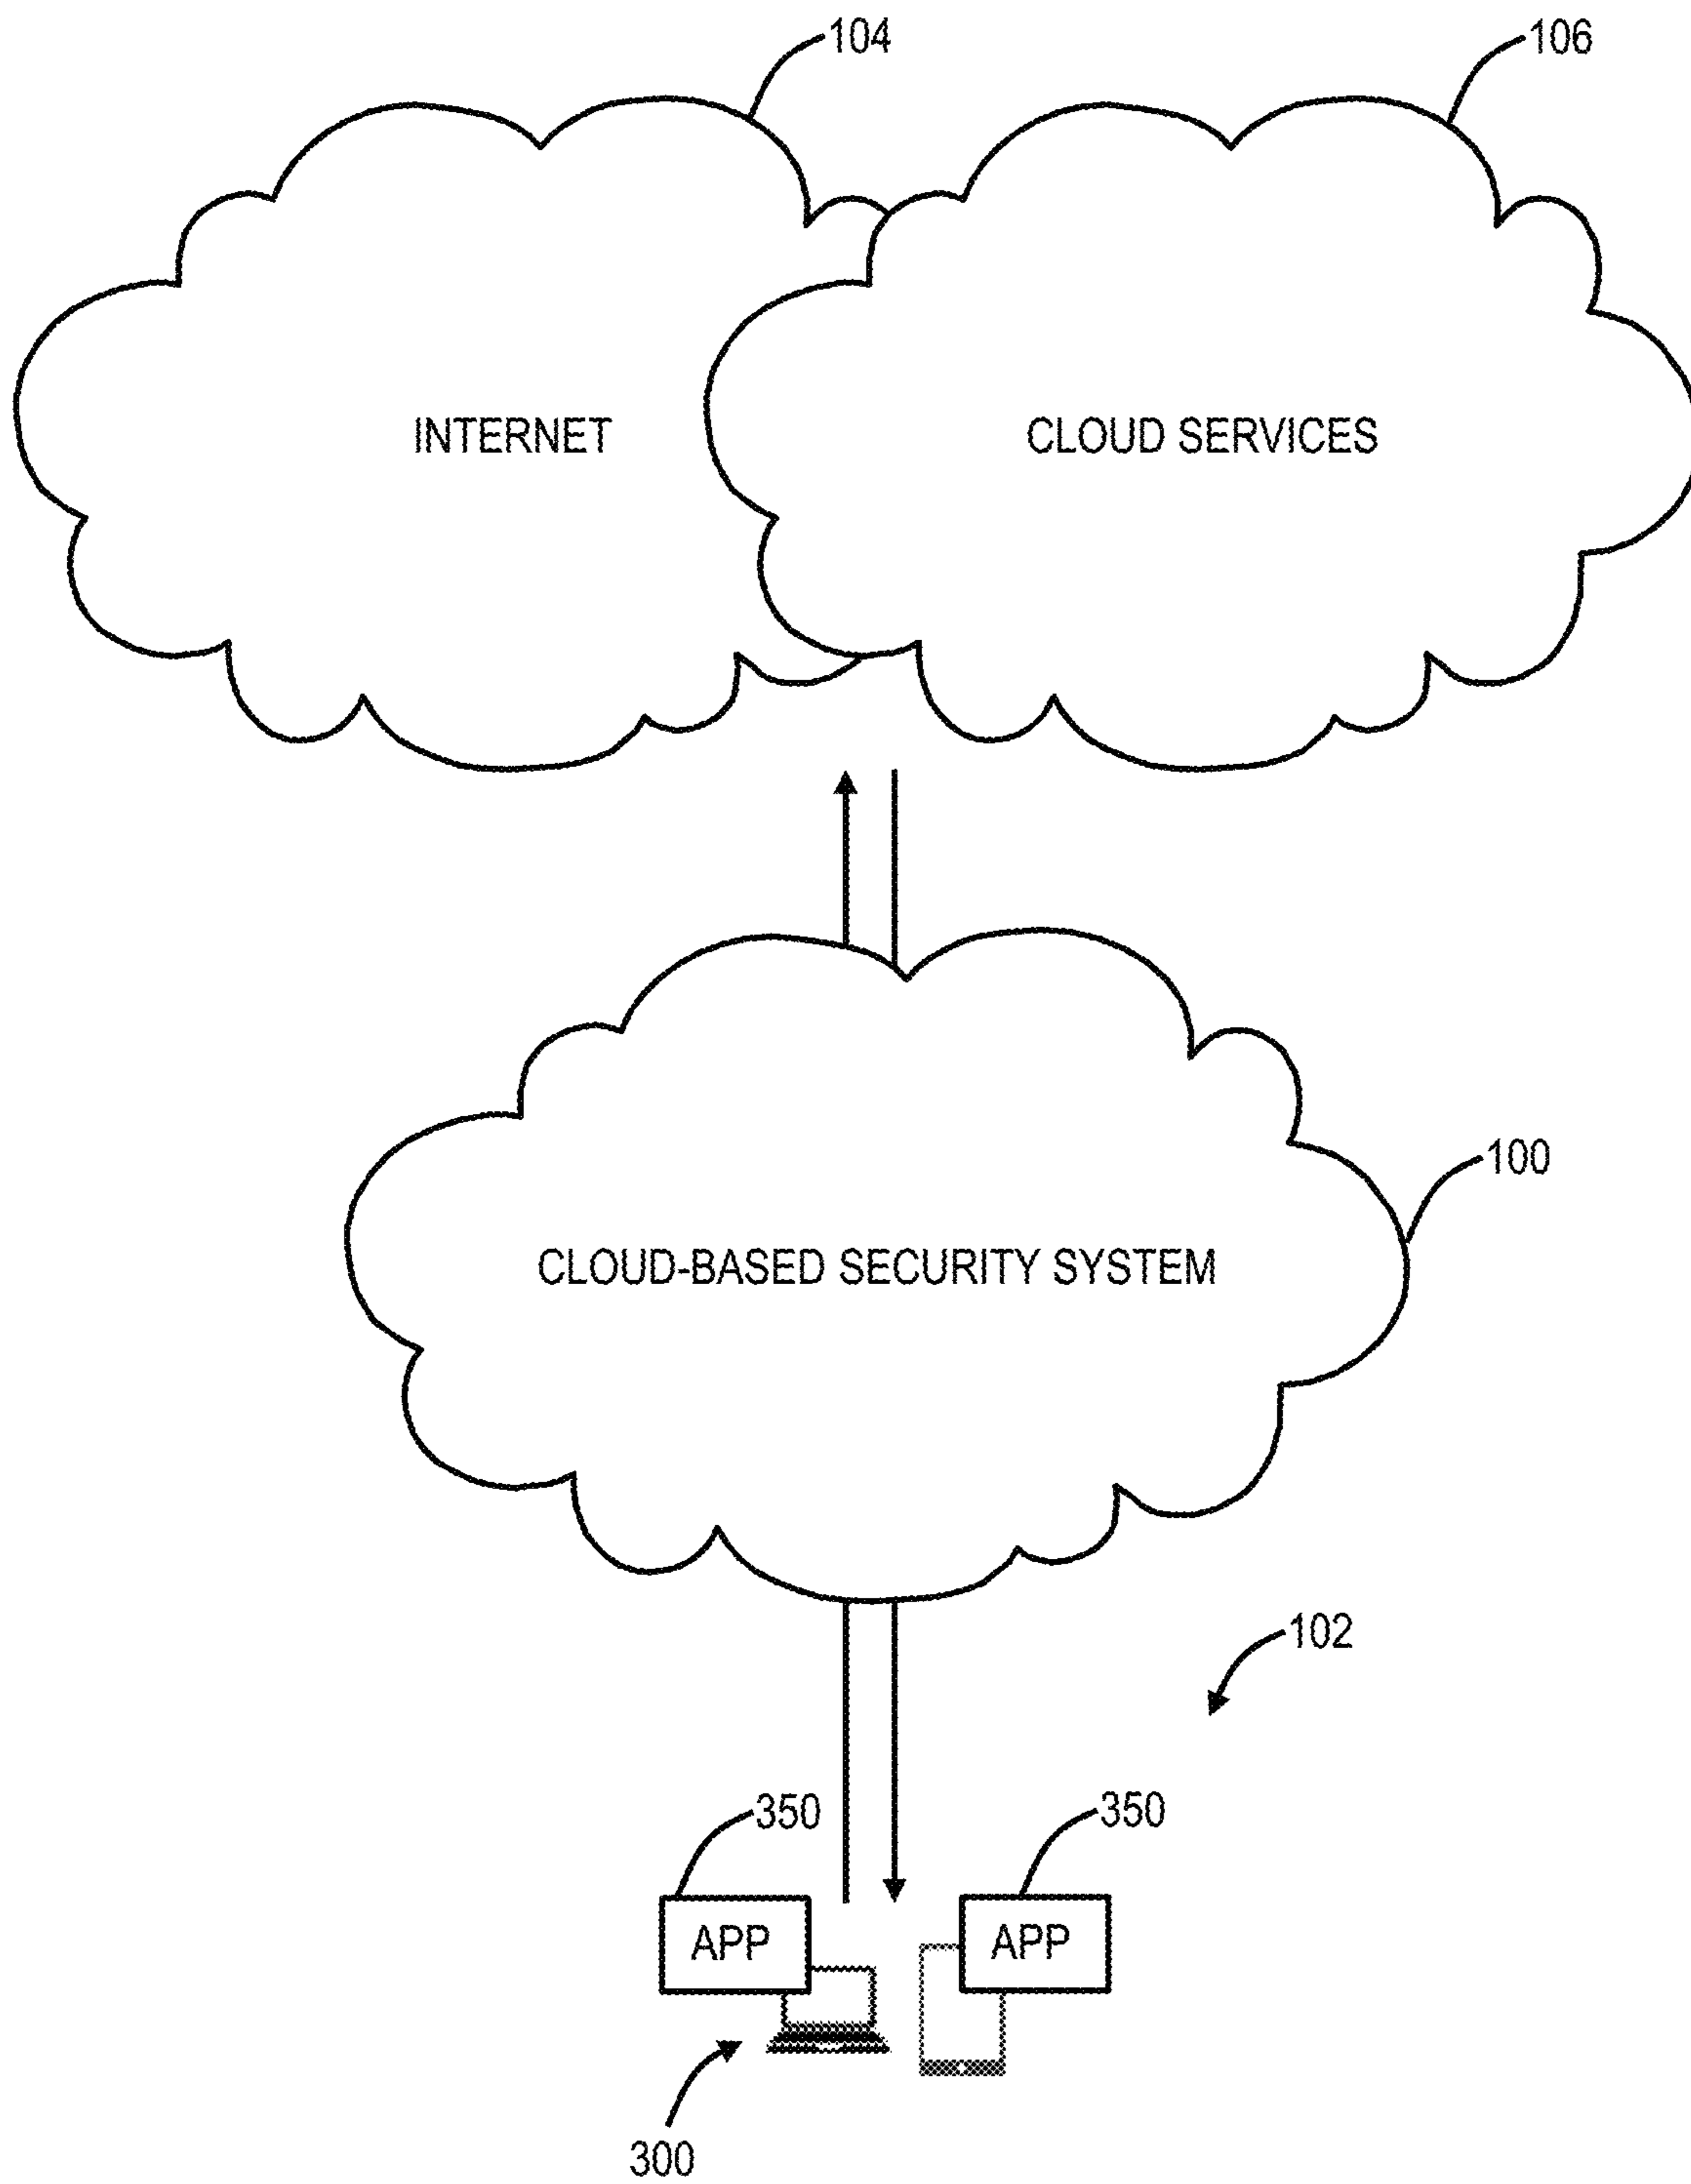 104
106
INTERNET
CLOUD SERVICES
100
CLOUD-BASED SECURITY SYSTEM
102
350
350
APP
APP
300